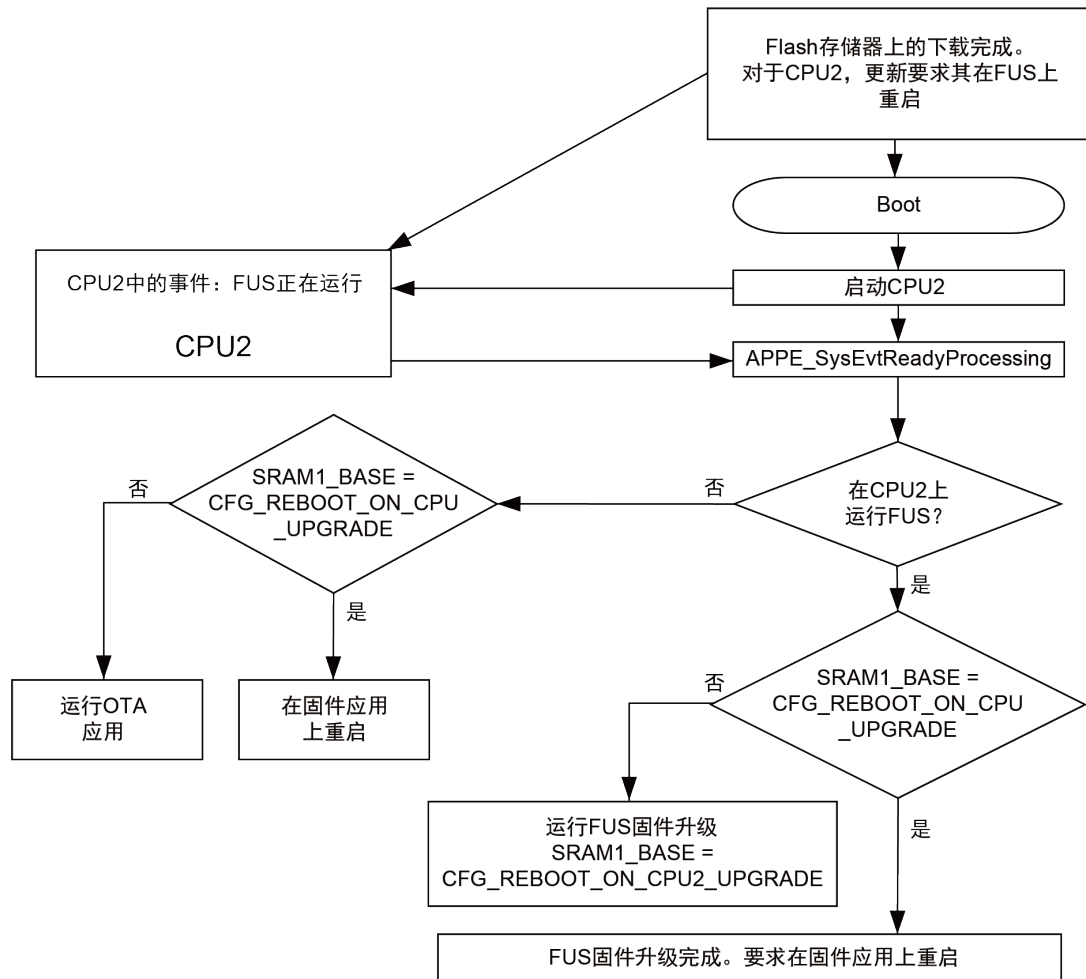 Flash存储器上的下载完成。
对于CPU2，更新要求其在FUS上
重启
Boot
CPU2中的事件：FUS正在运行
CPU2
启动CPU2
APPE_SysEvtReadyProcessing
SRAM1_BASE =
CFG_REBOOT_ON_CPU
_UPGRADE
否
否
在CPU2上
运行FUS？
是
是
运行OTA
应用
在固件应用
上重启
否
SRAM1_BASE =
CFG_REBOOT_ON_CPU
_UPGRADE
运行FUS固件升级
SRAM1_BASE =
CFG_REBOOT_ON_CPU2_UPGRADE
是
FUS固件升级完成。要求在固件应用上重启